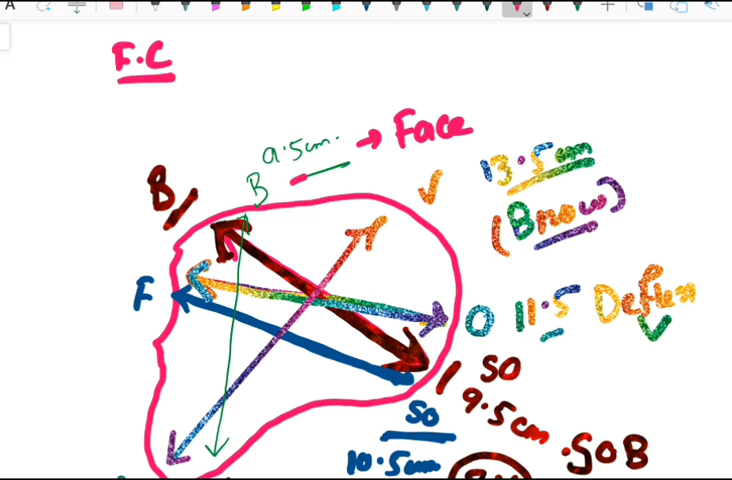 F.C
9.5cm.
→ Face
B
B
V
13.5cm
(Brow)
F
O 11.5 Deflex
SO
9.5cm
SO
10.5cm
.SOB